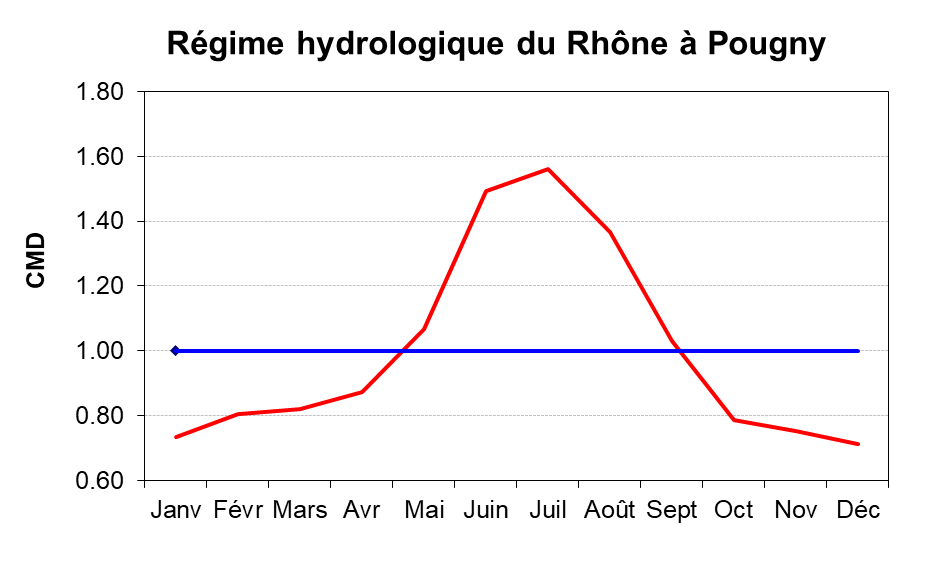 Régime hydrologique du Rhône à Pougny
1.80
1.60
1.40
1.20
1.00
0.80
0.60
CMD
Janv Févr Mars Avr Mai Juin Juil Août Sept Oct Nov Déc